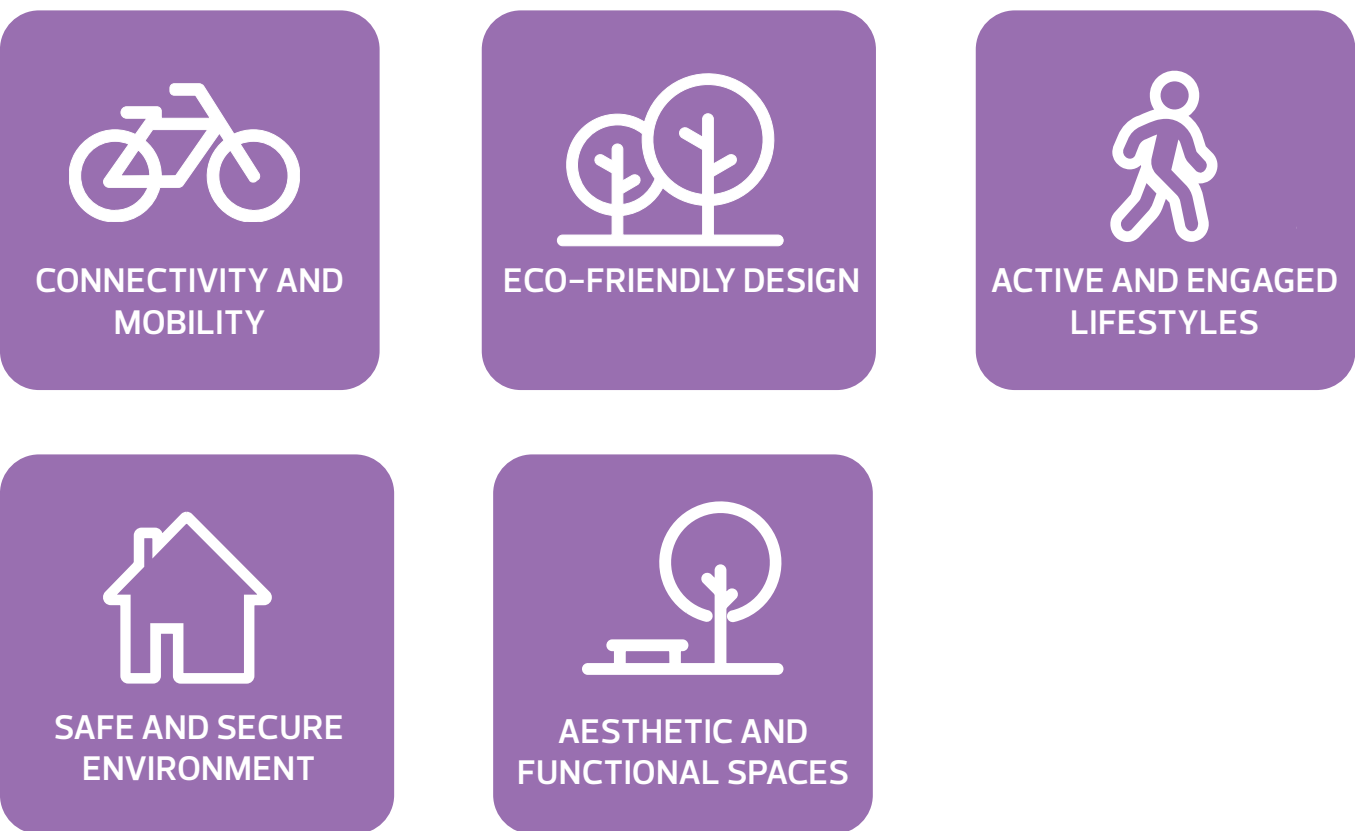 CONNECTIVITY AND
MOBILITY
ECO-FRIENDLY DESIGN
ACTIVE AND ENGAGED
LIFESTYLES
SAFE AND SECURE
ENVIRONMENT
AESTHETIC AND
FUNCTIONAL SPACES